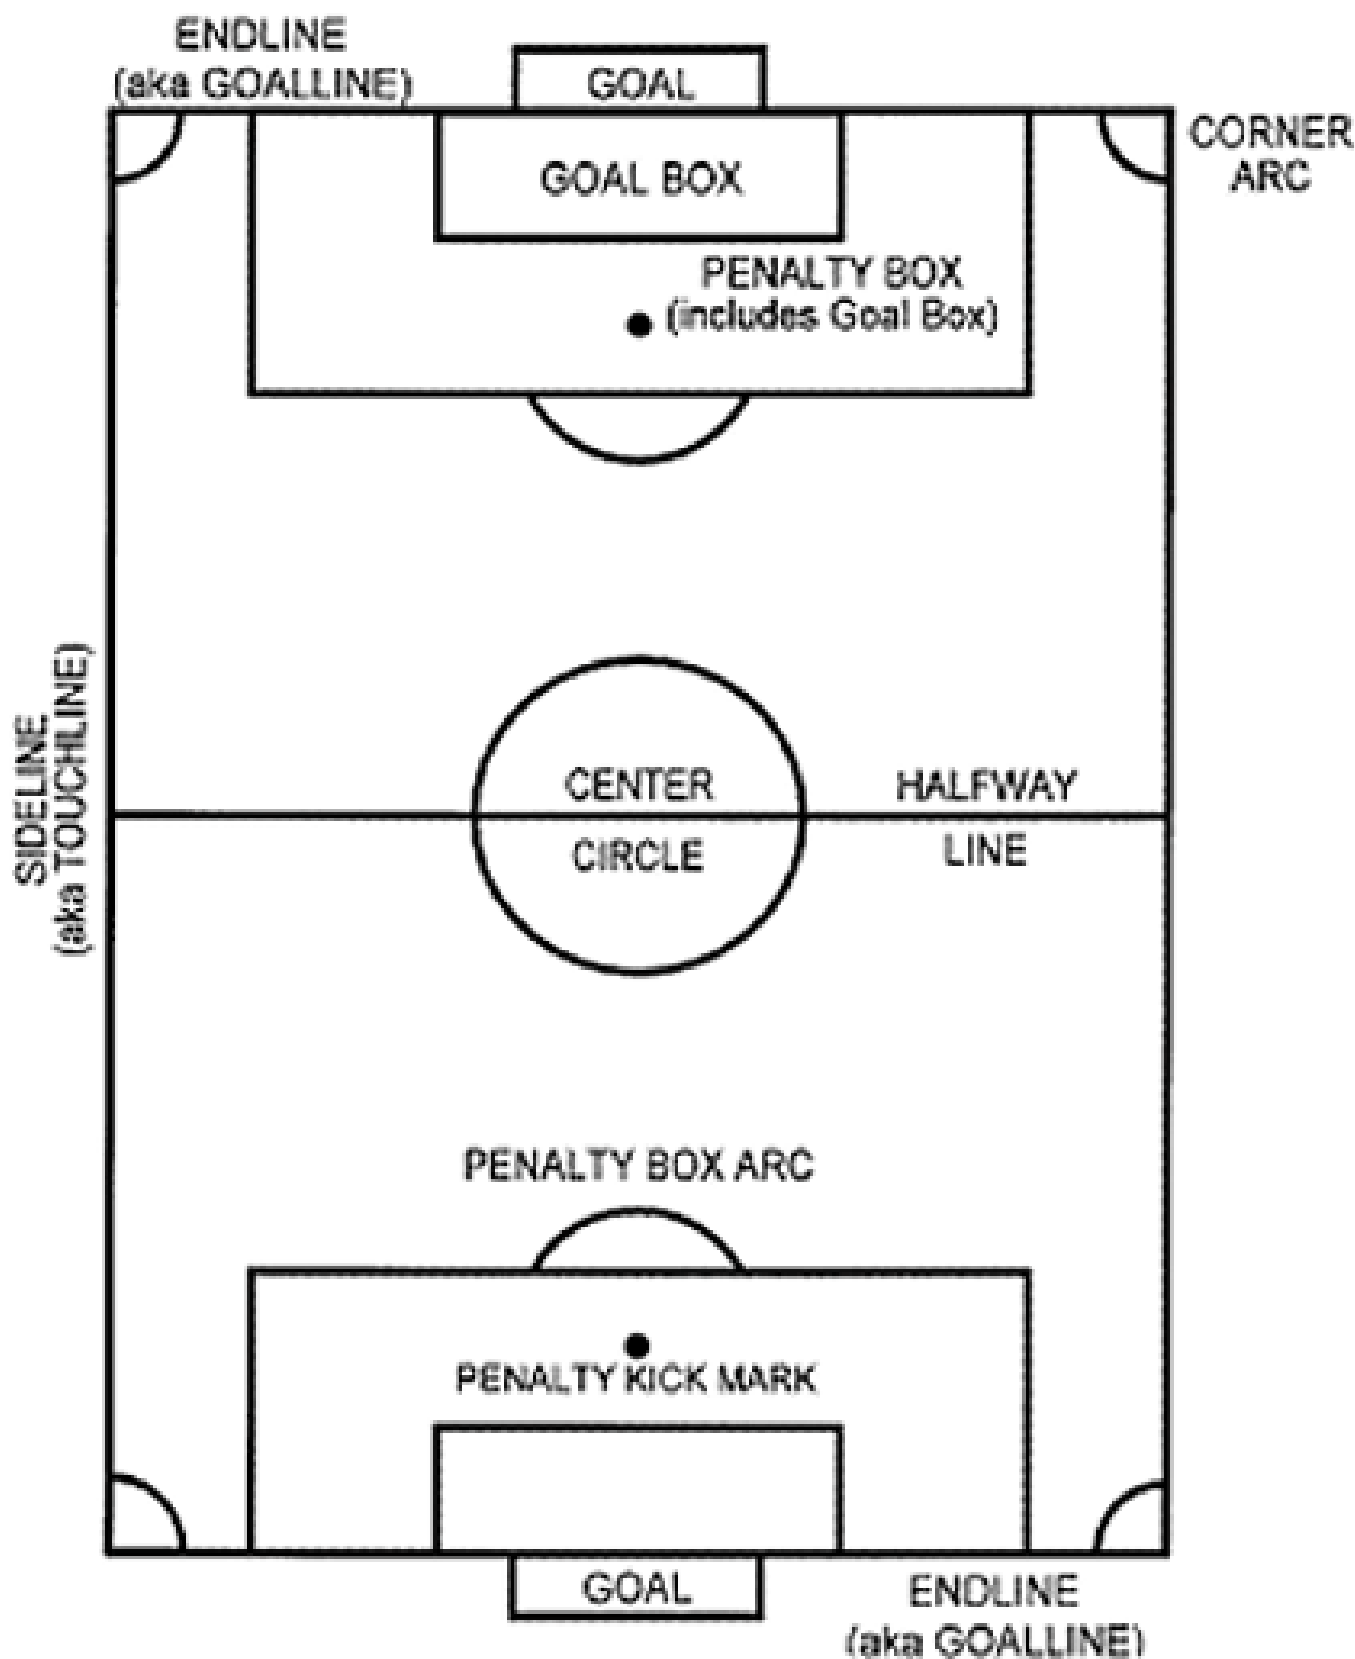 ENDLINE
(aka GOALLINE)
GOAL
CORNER
ARC
GOAL BOX
PENALTY BOX
(includes Goal Box)
SIDELINE
(aka TOUCHLINE)
CENTER
CIRCLE
HALFWAY
LINE
PENALTY BOX ARC
PENALTY KICK MARK
GOAL
ENDLINE
(aka GOALLINE)